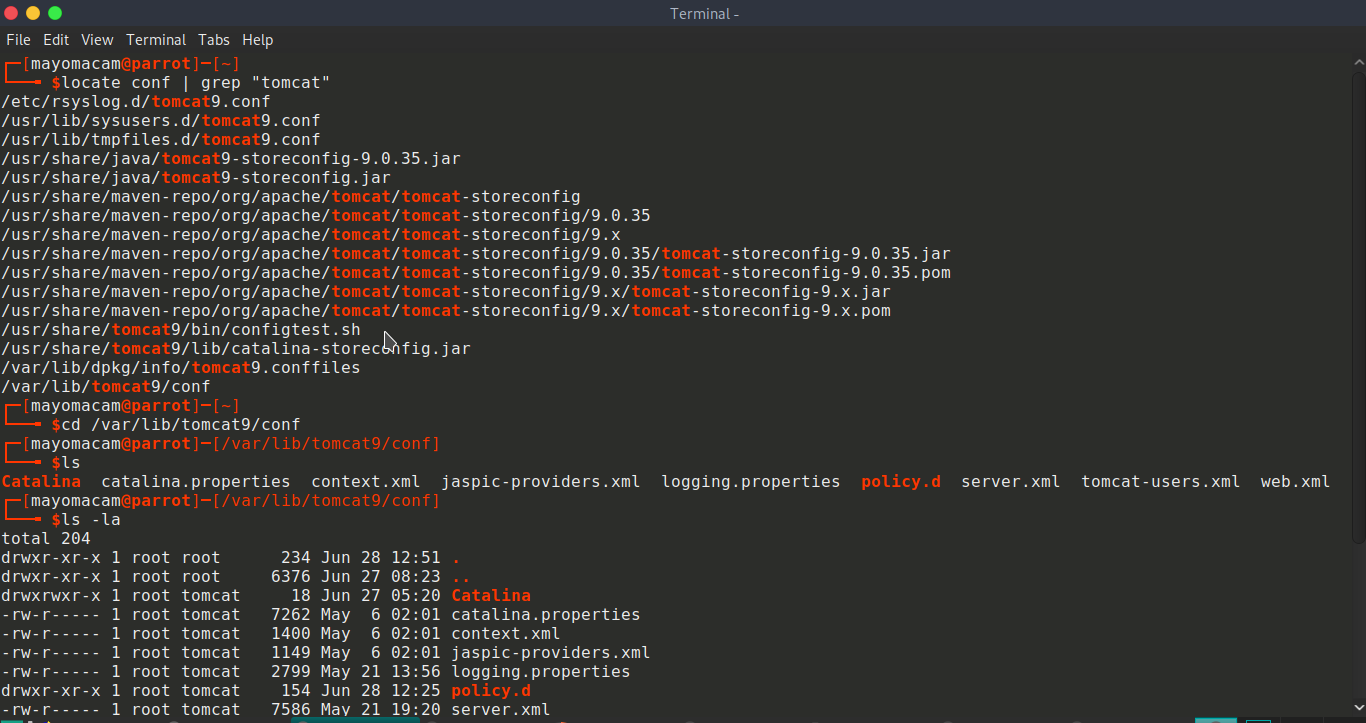 Terminal -
File Edit View Terminal Tabs Help
┌─[mayomacam@parrot]─[~]
└──╼ $locate conf | grep "tomcat"
/etc/rsyslog.d/tomcat9.conf
/usr/lib/sysusers.d/tomcat9.conf
/usr/lib/tmpfiles.d/tomcat9.conf
/usr/share/java/tomcat9-storeconfig-9.0.35.jar
/usr/share/java/tomcat9-storeconfig.jar
/usr/share/maven-repo/org/apache/tomcat/tomcat-storeconfig
/usr/share/maven-repo/org/apache/tomcat/tomcat-storeconfig/9.0.35
/usr/share/maven-repo/org/apache/tomcat/tomcat-storeconfig/9.x
/usr/share/maven-repo/org/apache/tomcat/tomcat-storeconfig/9.0.35/tomcat-storeconfig-9.0.35.jar
/usr/share/maven-repo/org/apache/tomcat/tomcat-storeconfig/9.0.35/tomcat-storeconfig-9.0.35.pom
/usr/share/maven-repo/org/apache/tomcat/tomcat-storeconfig/9.x/tomcat-storeconfig-9.x.jar
/usr/share/maven-repo/org/apache/tomcat/tomcat-storeconfig/9.x/tomcat-storeconfig-9.x.pom
/usr/share/tomcat9/bin/configtest.sh
/usr/share/tomcat9/lib/catalina-storeconfig.jar
/var/lib/dpkg/info/tomcat9.conffiles
/var/lib/tomcat9/conf
┌─[mayomacam@parrot]─[~]
└──╼ $cd /var/lib/tomcat9/conf
┌─[mayomacam@parrot]─[/var/lib/tomcat9/conf]
└──╼ $ls
Catalina  catalina.properties  context.xml  jaspic-providers.xml  logging.properties  policy.d  server.xml  tomcat-users.xml  web.xml
┌─[mayomacam@parrot]─[/var/lib/tomcat9/conf]
└──╼ $ls -la
total 204
drwxr-xr-x 1 root root      234 Jun 28 12:51 .
drwxr-xr-x 1 root root     6376 Jun 27 08:23 ..
drwxrwxr-x 1 root tomcat     18 Jun 27 05:20 Catalina
-rw-r----- 1 root tomcat   7262 May  6 02:01 catalina.properties
-rw-r----- 1 root tomcat   1400 May  6 02:01 context.xml
-rw-r----- 1 root tomcat   1149 May  6 02:01 jaspic-providers.xml
-rw-r----- 1 root tomcat   2799 May 21 13:56 logging.properties
drwxr-xr-x 1 root tomcat    154 Jun 28 12:25 policy.d
-rw-r----- 1 root tomcat   7586 May 21 19:20 server.xml